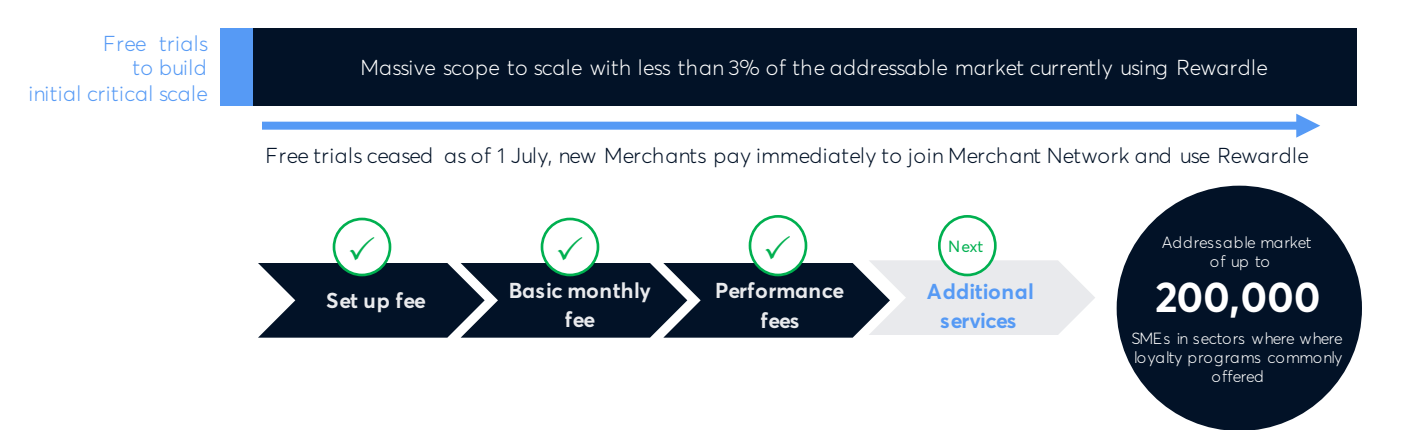 Free trials
to build
initial critical scale
Massive scope to scale with less than 3% of the addressable market currently using Rewardle
Free trials ceased as of 1 July, new Merchants pay immediately to join Merchant Network and use Rewardle
Set up fee
Basic monthly
fee
Performance
fees
Next
Additional
services
Addressable market
of up to
200,000
SMEs in sectors where where
loyalty programs commonly
offered